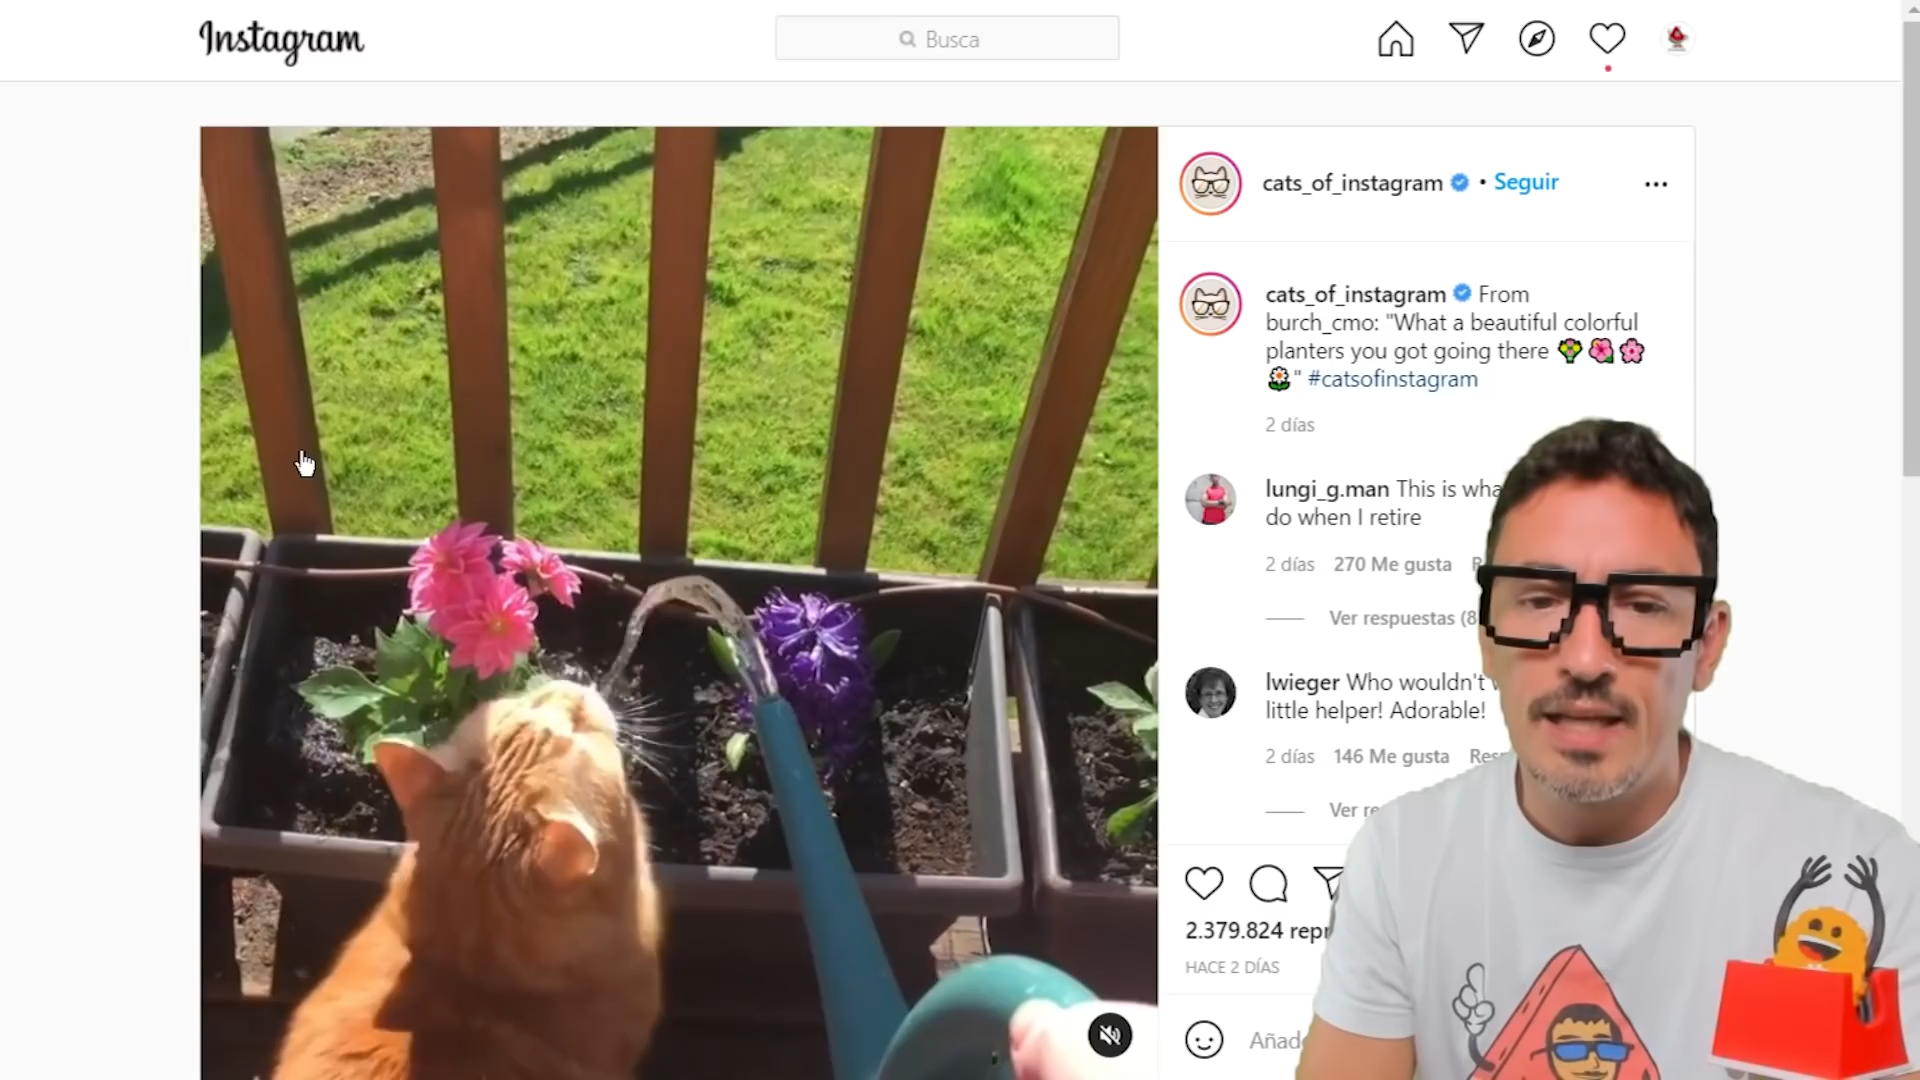 Instagram
Busca
cats_of_instagram • Seguir
cats_of_instagram From
burch_cmo: "What a beautiful colorful
planters you got going there
" #catsofinstagram
2 días
lungi_g.man This is
do when I retire
2 días 270 Me gusta
Ver respuestas (8
lwieger Who wouldn't
little helper! Adorable!
2 días 146 Me gusta
Ver
2.379.824
HACE 2 DÍAS